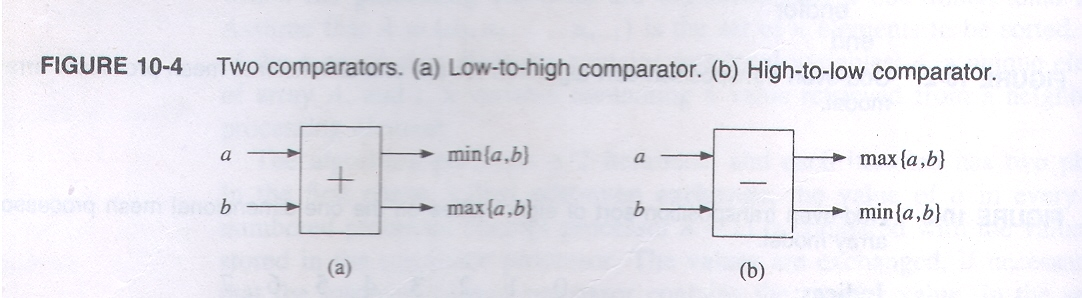 FIGURE 10-4 Two comparators. (a) Low-to-high comparator. (b) High-to-low comparator.
a + min{a,b}
b max{a,b}
(a)
a − max{a,b}
b min{a,b}
(b)